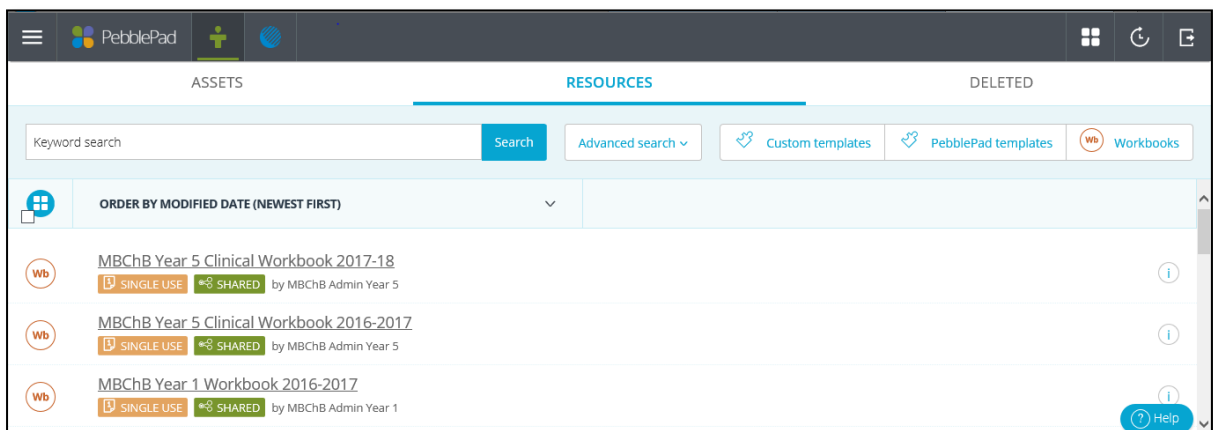 PebblePad
ASSETS RESOURCES DELETED
Keyword search Search Advanced search Custom templates PebblePad templates Wb Workbooks
ORDER BY MODIFIED DATE (NEWEST FIRST)
Wb MBChB Year 5 Clinical Workbook 2017-18 i
SINGLE USE SHARED by MBChB Admin Year 5
Wb MBChB Year 5 Clinical Workbook 2016-2017 i
SINGLE USE SHARED by MBChB Admin Year 5
Wb MBChB Year 1 Workbook 2016-2017 i
SINGLE USE SHARED by MBChB Admin Year 1
? Help